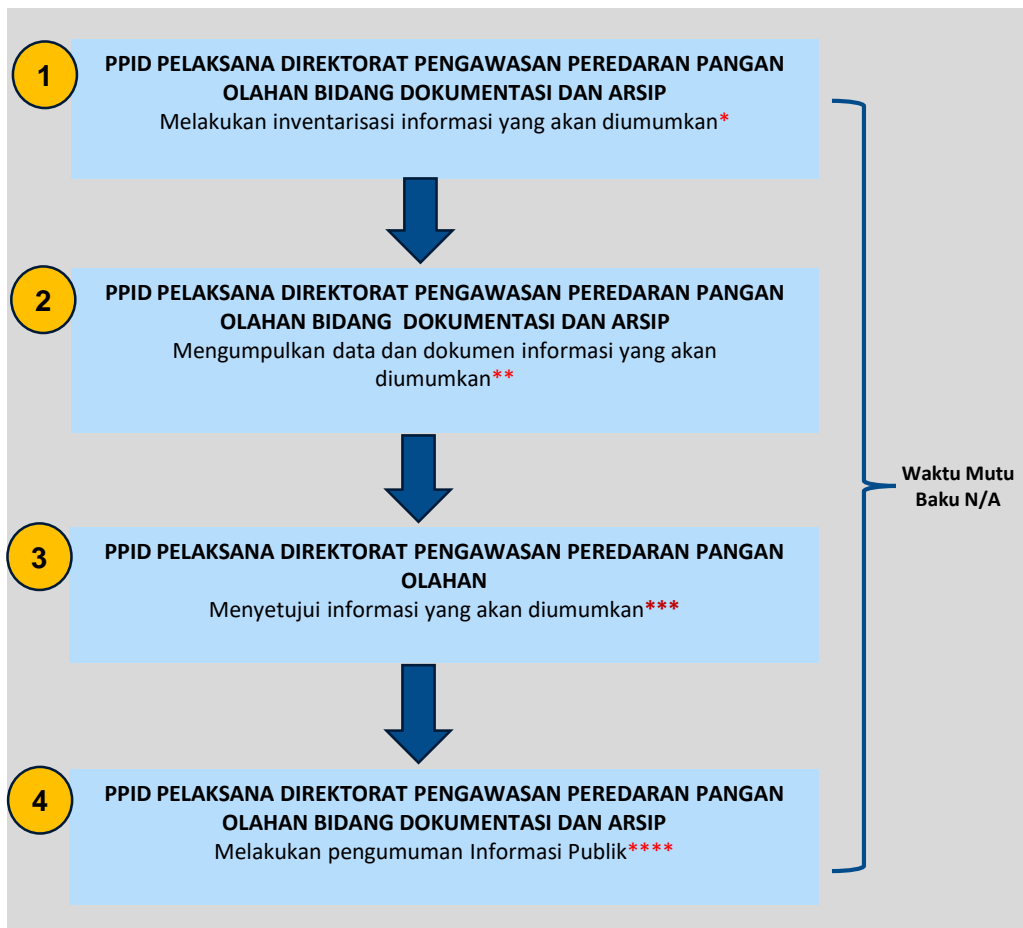 1
PPID PELAKSANA DIREKTORAT PENGAWASAN PEREDARAN PANGAN
OLAHAN BIDANG DOKUMENTASI DAN ARSIP
Melakukan inventarisasi informasi yang akan diumumkan*
2
PPID PELAKSANA DIREKTORAT PENGAWASAN PEREDARAN PANGAN
OLAHAN BIDANG DOKUMENTASI DAN ARSIP
Mengumpulkan data dan dokumen informasi yang akan
diumumkan**
3
PPID PELAKSANA DIREKTORAT PENGAWASAN PEREDARAN PANGAN
OLAHAN
Menyetujui informasi yang akan diumumkan***
4
PPID PELAKSANA DIREKTORAT PENGAWASAN PEREDARAN PANGAN
OLAHAN BIDANG DOKUMENTASI DAN ARSIP
Melakukan pengumuman Informasi Publik****
Waktu Mutu
Baku N/A